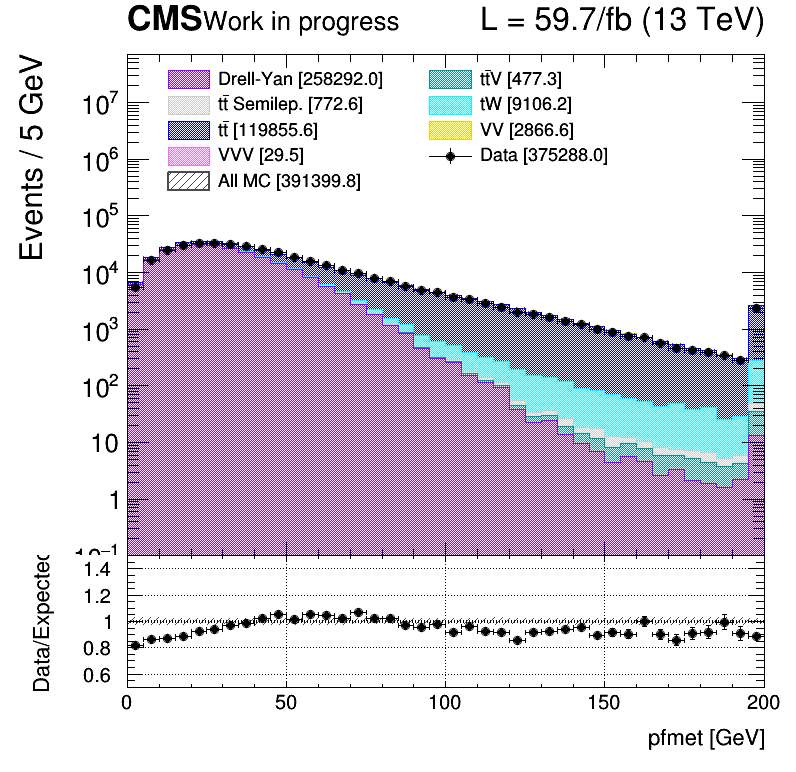 CMS Work in progress L = 59.7/fb (13 TeV)
Events / 5 GeV
Drell-Yan [258292.0]
tt̄ Semilep. [772.6]
tt̄ [119855.6]
VVV [29.5]
All MC [391399.8]
tt̄V [477.3]
tW [9106.2]
VV [2866.6]
Data [375288.0]
10⁷
10⁶
10⁵
10⁴
10³
10²
10
1
10⁻¹
Data/Expected
1.4
1.2
1
0.8
0.6
0 50 100 150 200
pfmet [GeV]